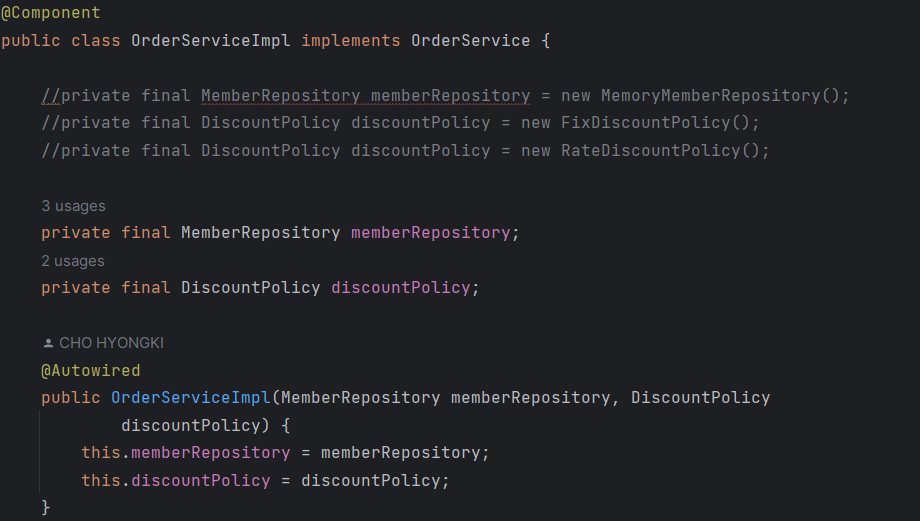 @Component
public class OrderServiceImpl implements OrderService {
//private final MemberRepository memberRepository = new MemoryMemberRepository();
//private final DiscountPolicy discountPolicy = new FixDiscountPolicy();
//private final DiscountPolicy discountPolicy = new RateDiscountPolicy();
3 usages
private final MemberRepository memberRepository;
2 usages
private final DiscountPolicy discountPolicy;
CHO HYONGKI
@Autowired
public OrderServiceImpl(MemberRepository memberRepository, DiscountPolicy
discountPolicy) {
this.memberRepository = memberRepository;
this.discountPolicy = discountPolicy;
}